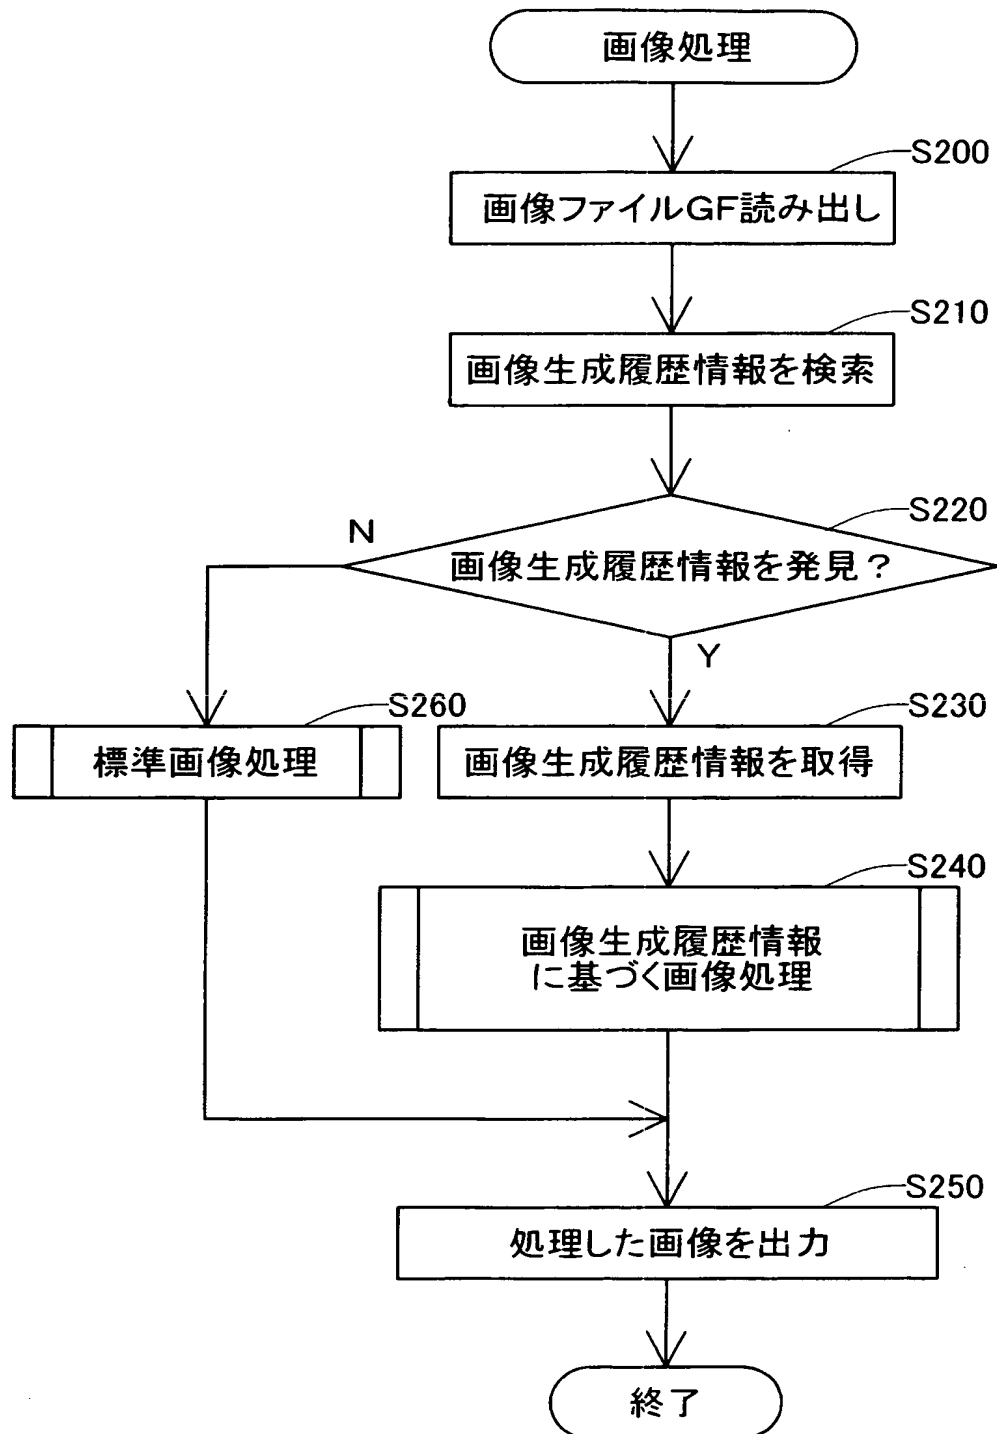 画像処理
S200
画像ファイルGF読み出し
S210
画像生成履歴情報を検索
S220
N
画像生成履歴情報を発見？
Y
S260
標準画像処理
S230
画像生成履歴情報を取得
S240
画像生成履歴情報
に基づく画像処理
S250
処理した画像を出力
終了